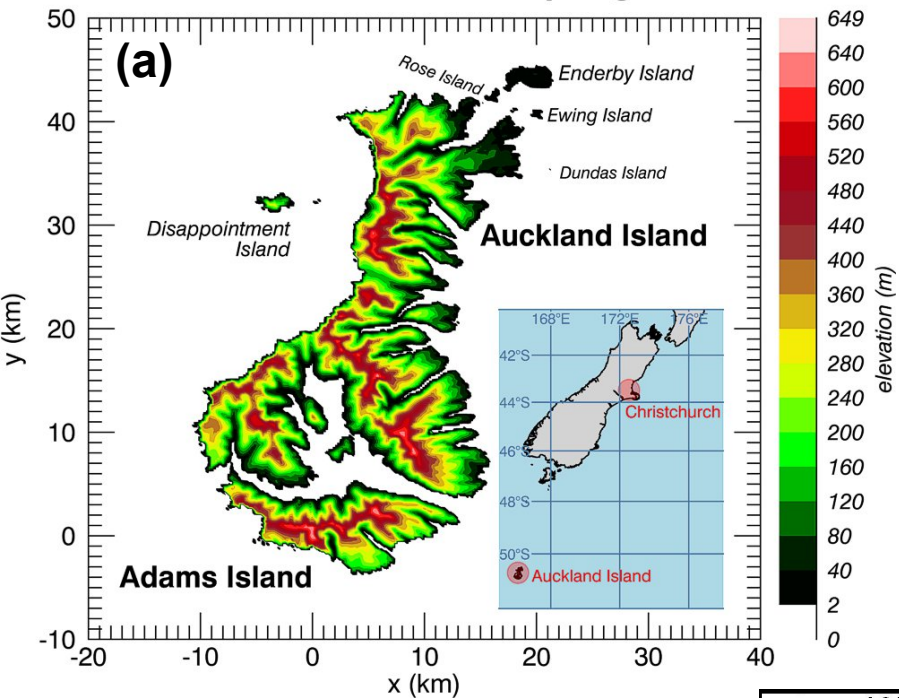 (a)
50
40
30
20
10
0
-10
y (km)
-20
-10
0
10
20
30
40
x (km)
Rose Island
Enderby Island
Ewing Island
Dundas Island
Disappointment
Island
Auckland Island
Adams Island
168°E
172°E
176°E
42°S
44°S
Christchurch
46°S
48°S
50°S
Auckland Island
649
640
600
560
520
480
440
400
360
320
280
240
200
160
120
80
40
2
0
elevation (m)